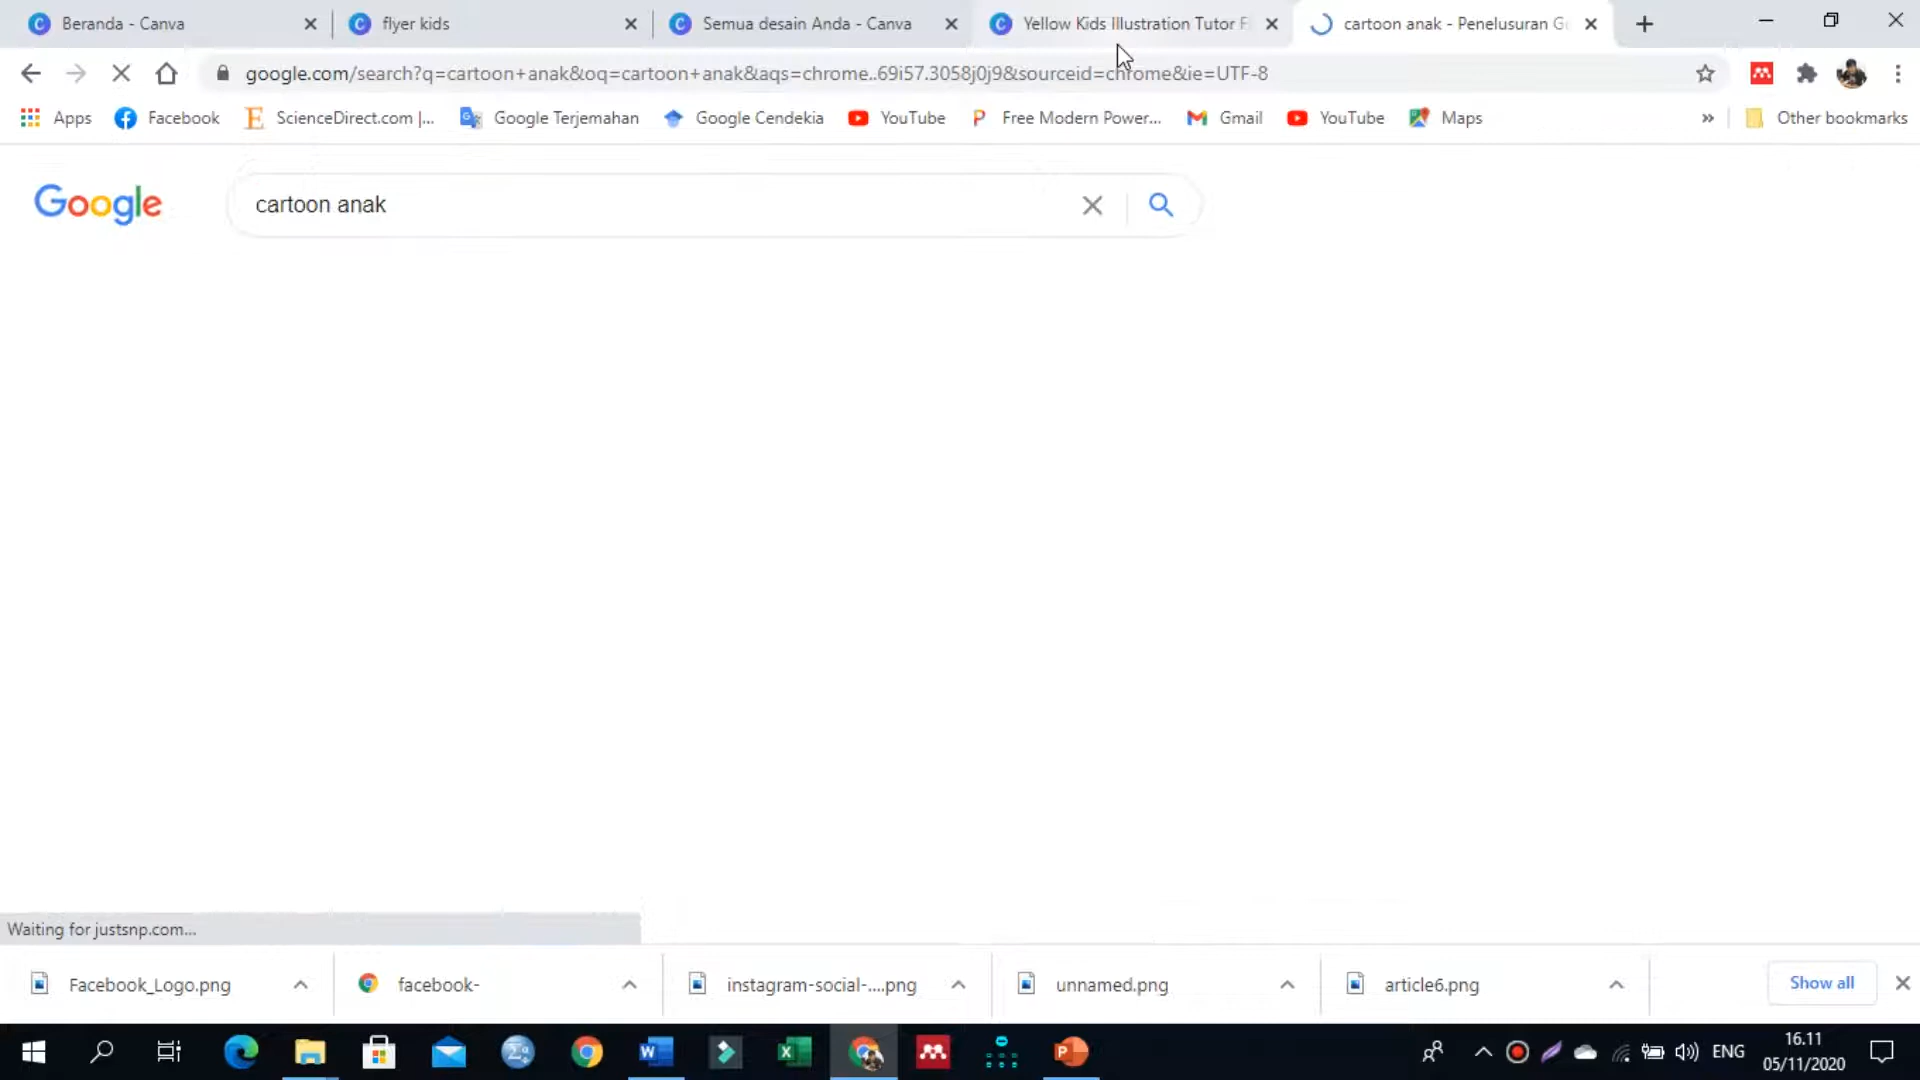 Beranda - Canva
flyer kids
Semua desain Anda - Canva
Yellow Kids Illustration Tutor F
cartoon anak - Penelusuran Go
google.com/search?q=cartoon+anak&oq=cartoon+anak&aqs=chrome..69i57.3058j0j9&sourceid=chrome&ie=UTF-8
Apps
Facebook
ScienceDirect.com |...
Google Terjemahan
Google Cendekia
YouTube
Free Modern Power...
Gmail
YouTube
Maps
»
Other bookmarks
Google
cartoon anak
Waiting for justsnp.com...
Facebook_Logo.png
facebook-
instagram-social-....png
unnamed.png
article6.png
Show all
ENG
16.11
05/11/2020